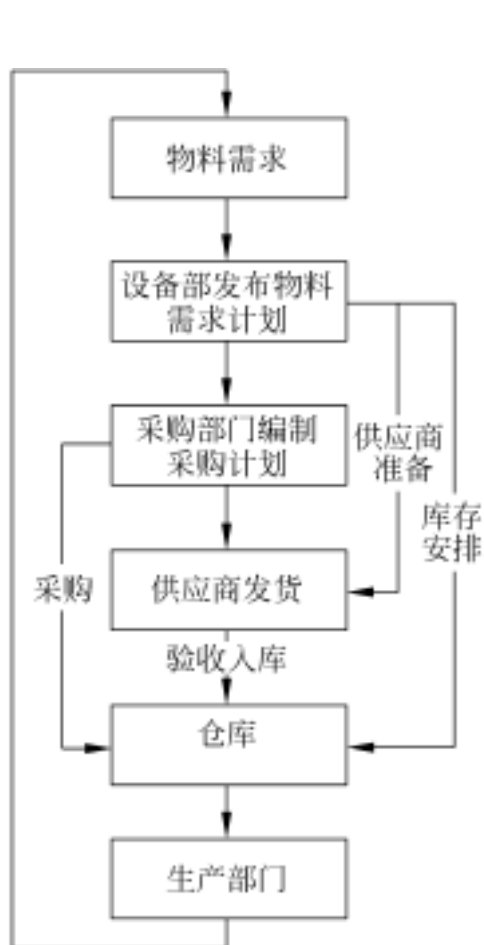 物料需求
设备部发布物料
需求计划
采购部门编制
采购计划
供应商
准备
库存
安排
采购
供应商发货
验收入库
仓库
生产部门